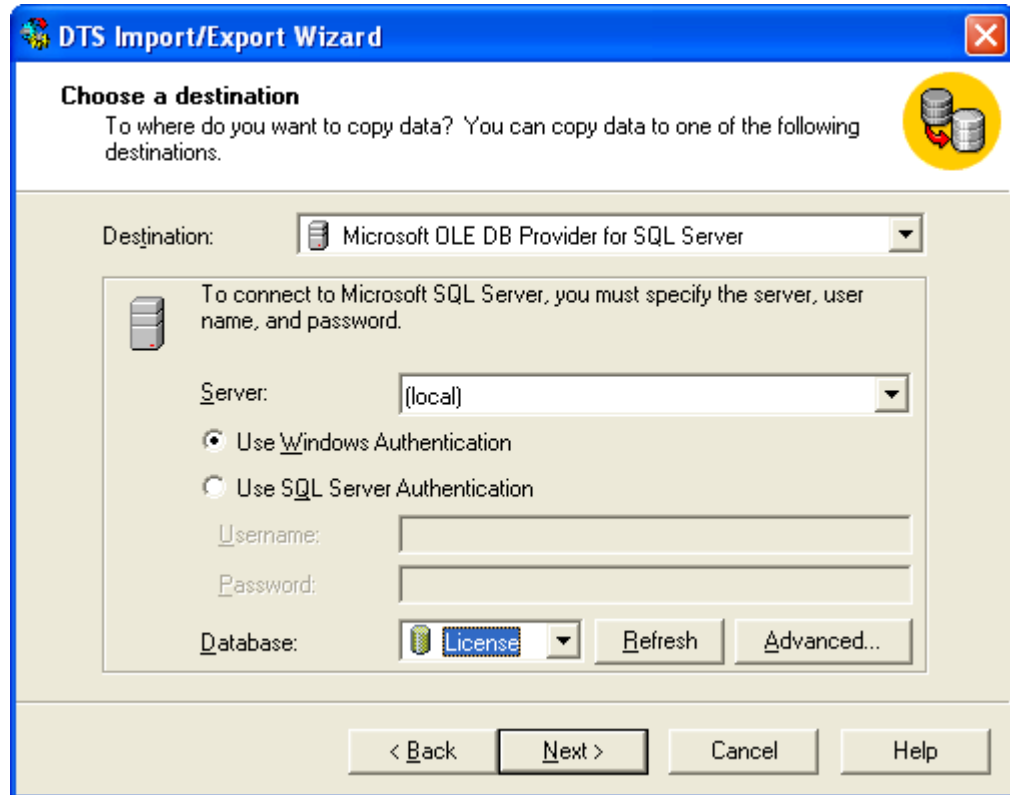 DTS Import/Export Wizard
Choose a destination
To where do you want to copy data? You can copy data to one of the following
destinations.
Destination: Microsoft OLE DB Provider for SQL Server
To connect to Microsoft SQL Server, you must specify the server, user
name, and password.
Server: (local)
Use Windows Authentication
Use SQL Server Authentication
Username:
Password:
Database: License Refresh Advanced...
< Back Next > Cancel Help